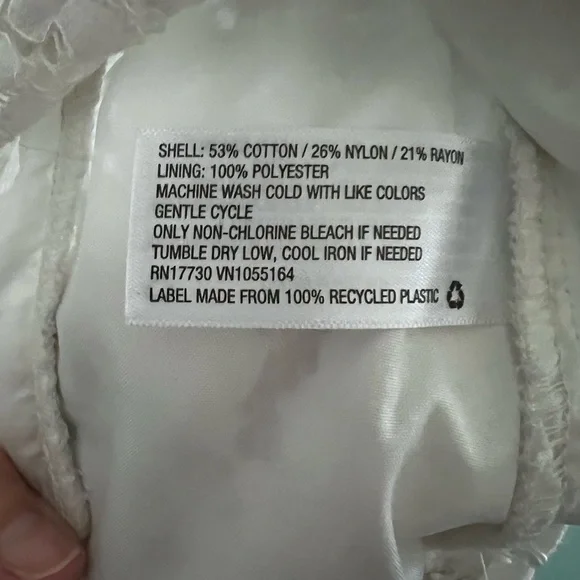 SHELL: 53% COTTON / 26% NYLON / 21% RAYON
LINING: 100% POLYESTER
MACHINE WASH COLD WITH LIKE COLORS
GENTLE CYCLE
ONLY NON-CHLORINE BLEACH IF NEEDED
TUMBLE DRY LOW, COOL IRON IF NEEDED
RN17730 VN1055164
LABEL MADE FROM 100% RECYCLED PLASTIC